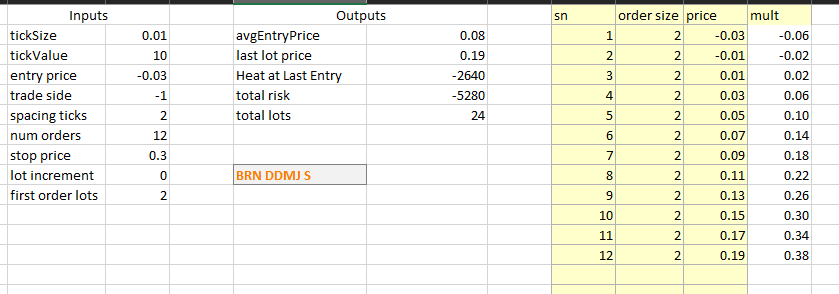 Inputs Outputs sn order size price mult
tickSize 0.01 avgEntryPrice 0.08 1 2 -0.03 -0.06
tickValue 10 last lot price 0.19 2 2 -0.01 -0.02
entry price -0.03 Heat at Last Entry -2640 3 2 0.01 0.02
trade side -1 total risk -5280 4 2 0.03 0.06
spacing ticks 2 total lots 24 5 2 0.05 0.10
num orders 12 6 2 0.07 0.14
stop price 0.3 7 2 0.09 0.18
lot increment 0 BRN DDMJ S 8 2 0.11 0.22
first order lots 2 9 2 0.13 0.26
10 2 0.15 0.30
11 2 0.17 0.34
12 2 0.19 0.38